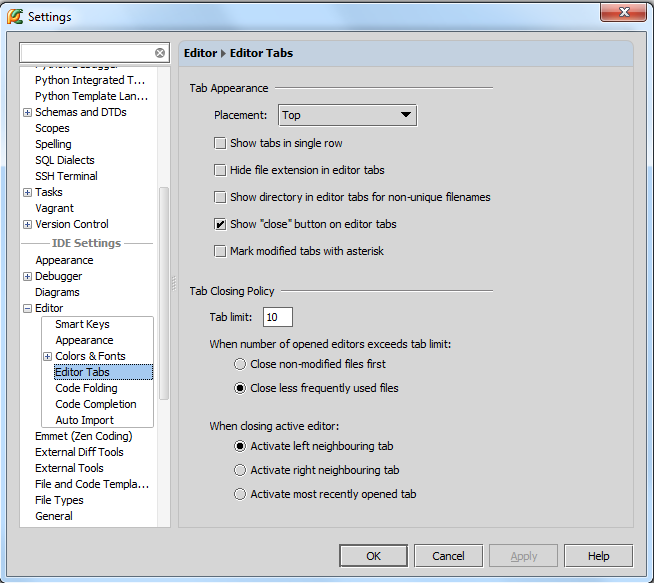 Settings
Python Debugger
Python Integrated T...
Python Template Lan...
Schemas and DTDs
Scopes
Spelling
SQL Dialects
SSH Terminal
Tasks
Vagrant
Version Control
IDE Settings
Appearance
Debugger
Diagrams
Editor
Smart Keys
Appearance
Colors & Fonts
Editor Tabs
Code Folding
Code Completion
Auto Import
Emmet (Zen Coding)
External Diff Tools
External Tools
File and Code Templa...
File Types
General
Editor Editor Tabs
Tab Appearance
Placement: Top
Show tabs in single row
Hide file extension in editor tabs
Show directory in editor tabs for non-unique filenames
Show "close" button on editor tabs
Mark modified tabs with asterisk
Tab Closing Policy
Tab limit: 10
When number of opened editors exceeds tab limit:
Close non-modified files first
Close less frequently used files
When closing active editor:
Activate left neighbouring tab
Activate right neighbouring tab
Activate most recently opened tab
OK Cancel Apply Help